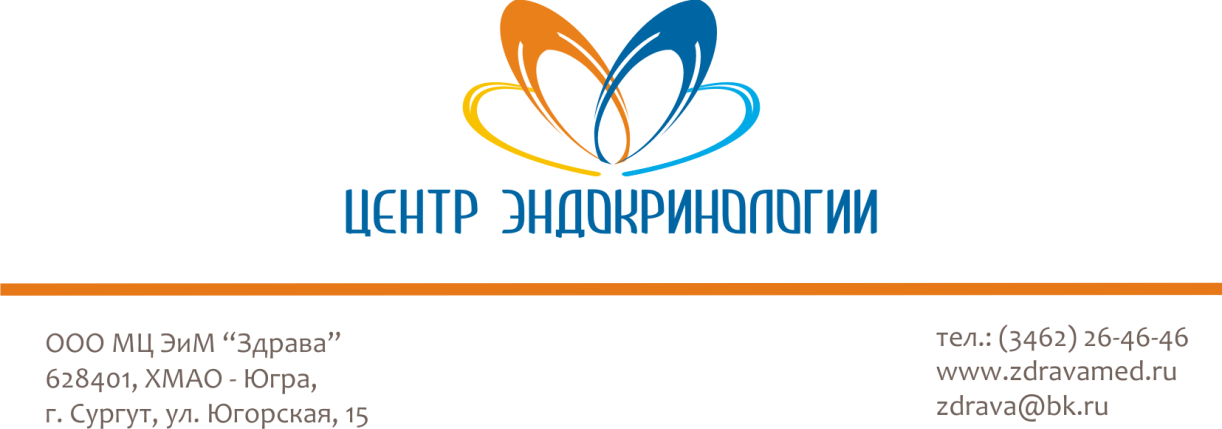 ЦЕНТР ЭНДОКРИНОЛОГИИ
ООО МЦ ЭиМ “Здрава”
628401, ХМАО - Югра,
г. Сургут, ул. Югорская, 15
тел.: (3462) 26-46-46
www.zdravamed.ru
zdrava@bk.ru